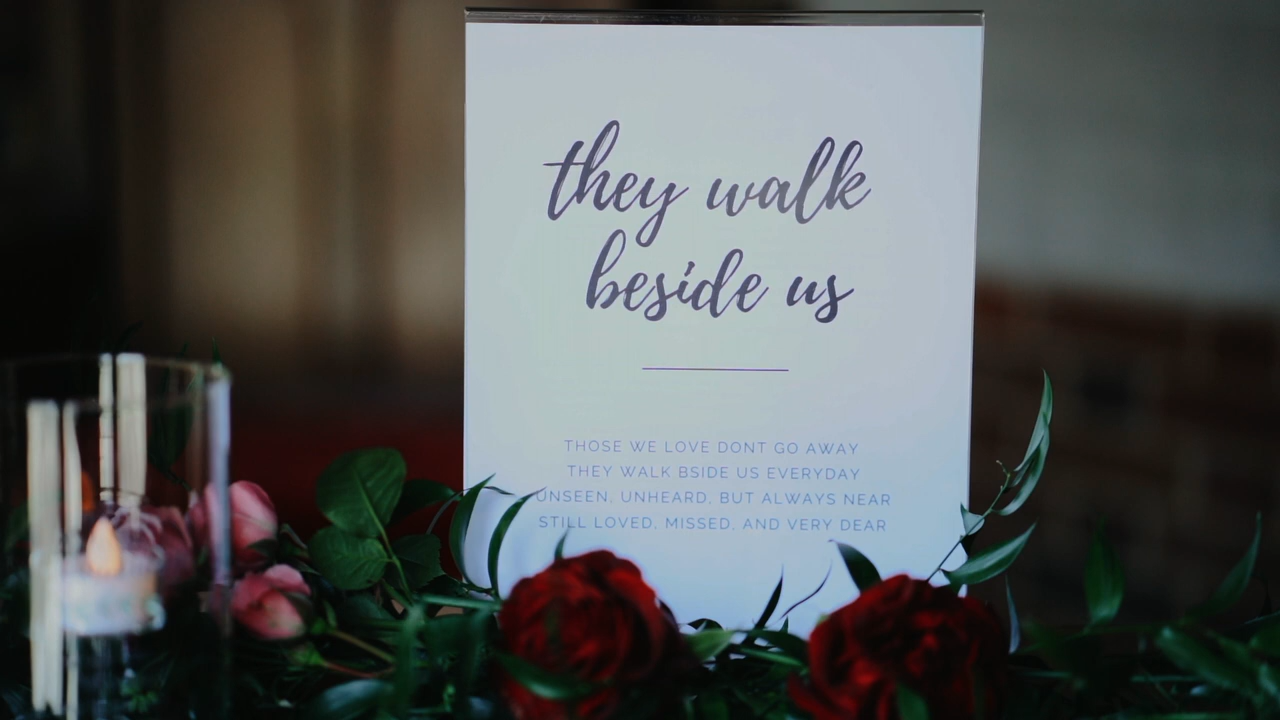 they walk
beside us
THOSE WE LOVE DONT GO AWAY
THEY WALK BSIDE US EVERYDAY
UNSEEN, UNHEARD, BUT ALWAYS NEAR
STILL LOVED, MISSED, AND VERY DEAR